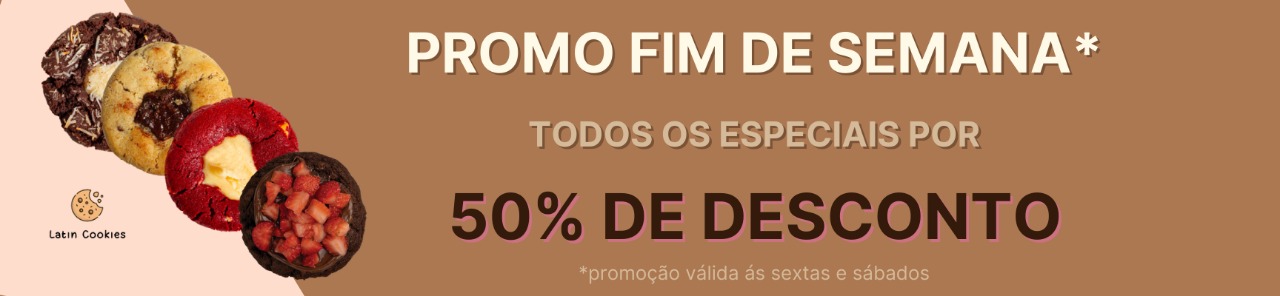 PROMO FIM DE SEMANA*
TODOS OS ESPECIAIS POR
50% DE DESCONTO
Latin Cookies
*promoção válida ás sextas e sábados